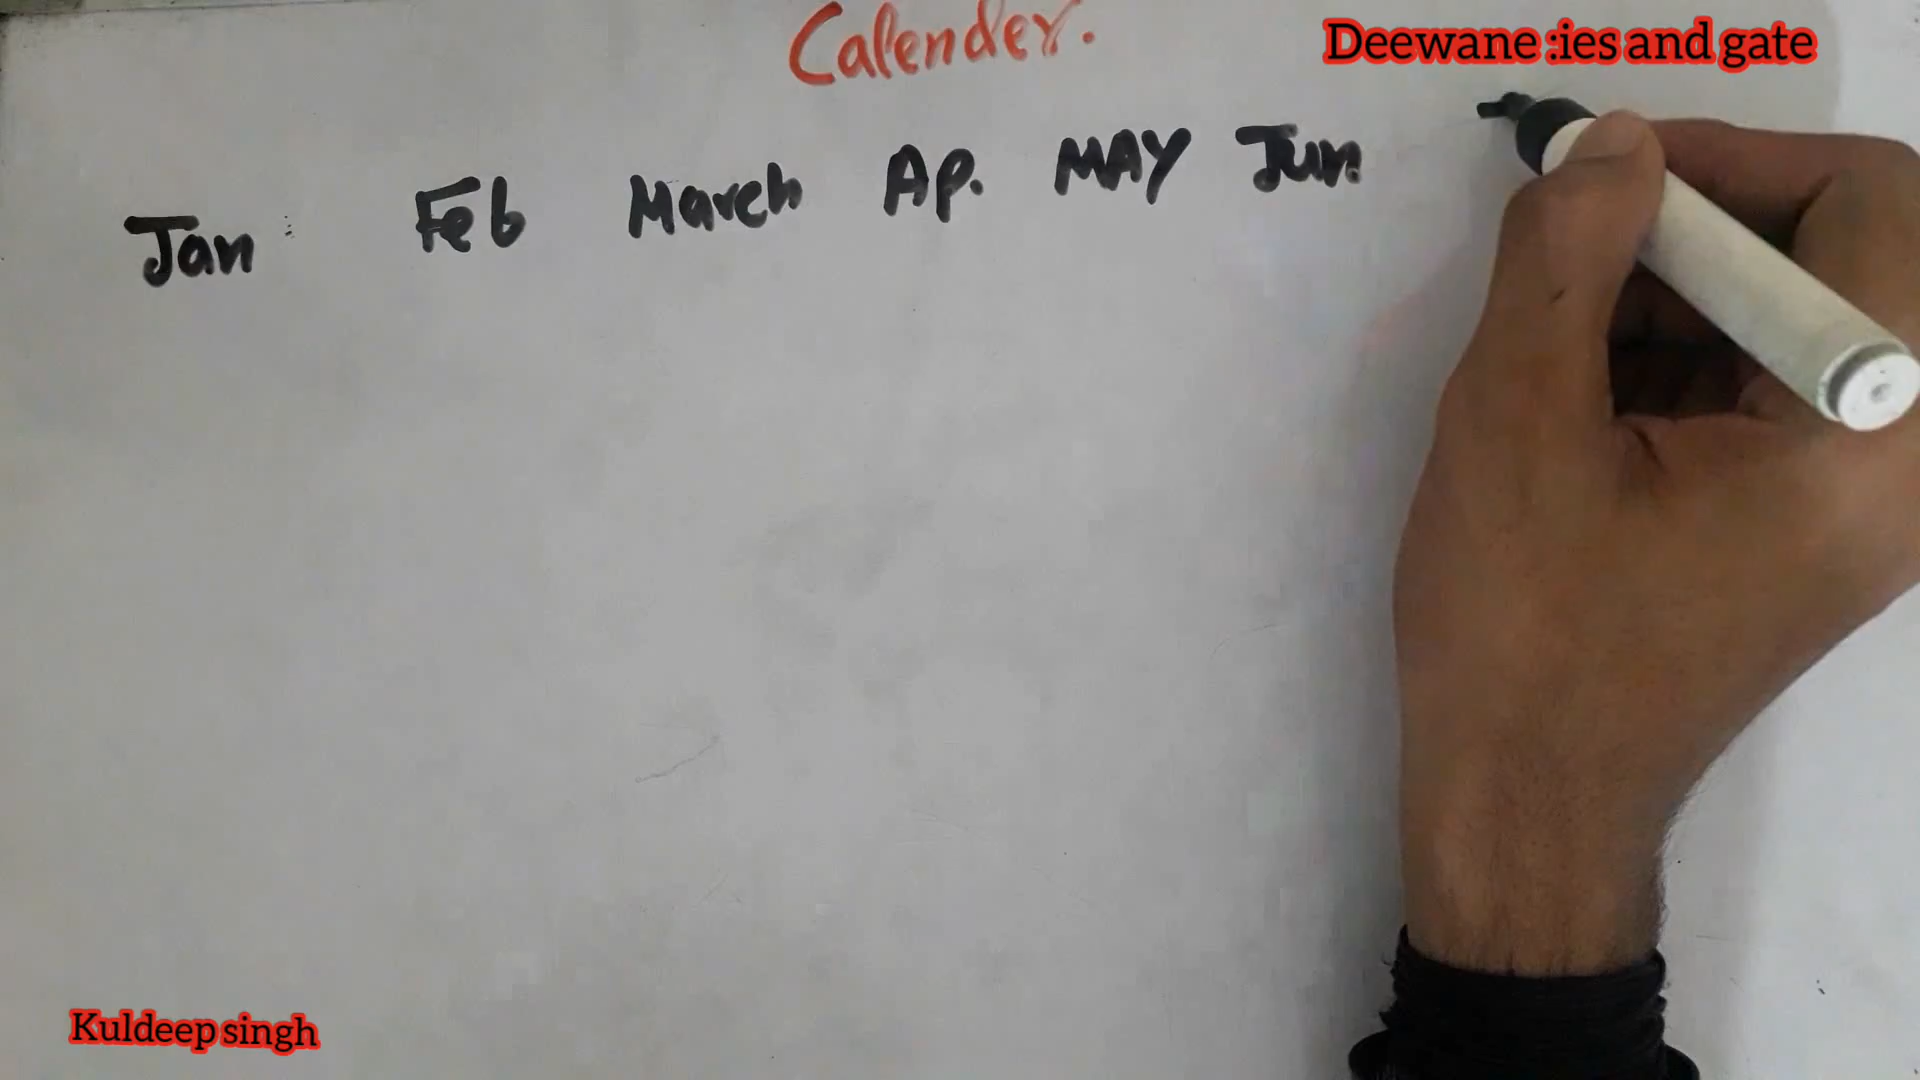 Calender.
Deewane :ies and gate
Jan Feb March Ap. MAY Jun.
Kuldeep singh